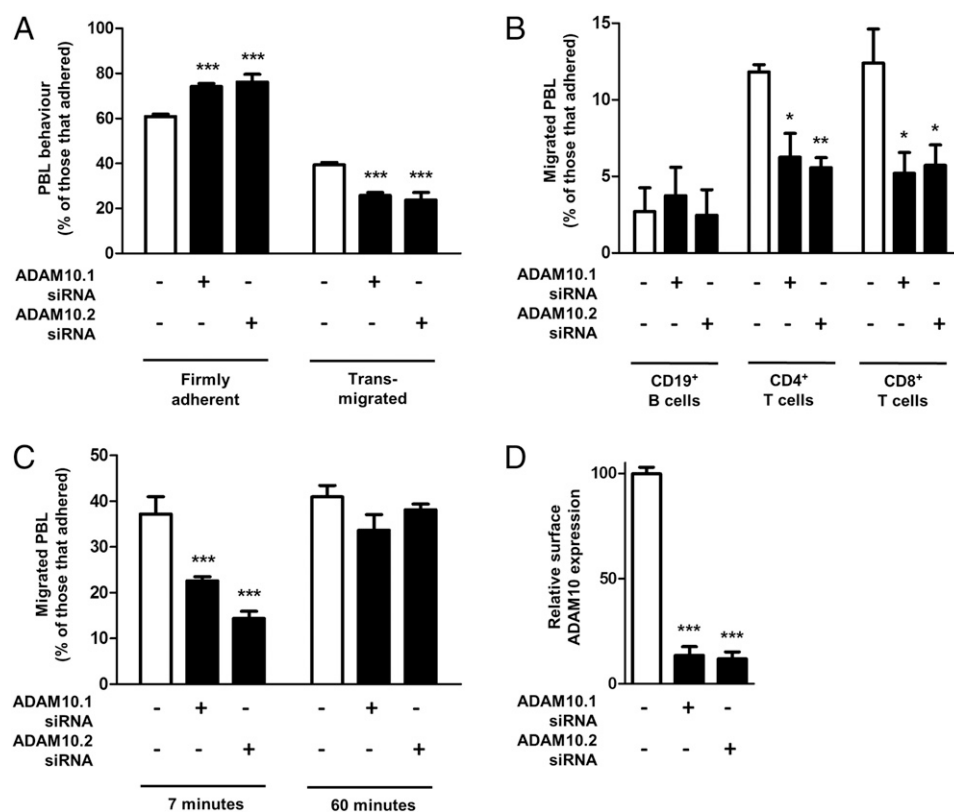 A
PBL behaviour
(% of those that adhered)
100
80
60
40
20
0
*** ***
*** ***
ADAM10.1 siRNA
- + - - + -
ADAM10.2 siRNA
- - + - - +
Firmly adherent
Trans-
migrated
B
Migrated PBL
(% of those that adhered)
15
10
5
0
* **
* *
ADAM10.1 siRNA
- + - - + - - + -
ADAM10.2 siRNA
- - + - - + - - +
CD19+
B cells
CD4+
T cells
CD8+
T cells
C
Migrated PBL
(% of those that adhered)
50
40
30
20
10
0
***
***
ADAM10.1
siRNA
- + - - + -
ADAM10.2
siRNA
- - + - - +
7 minutes 60 minutes
D
Relative surface
ADAM10 expression
100
50
0
*** ***
ADAM10.1
siRNA
- + -
ADAM10.2
siRNA
- - +